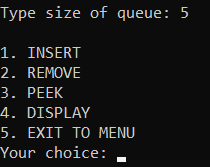 Type size of queue: 5
1. INSERT
2. REMOVE
3. PEEK
4. DISPLAY
5. EXIT TO MENU
Your choice: